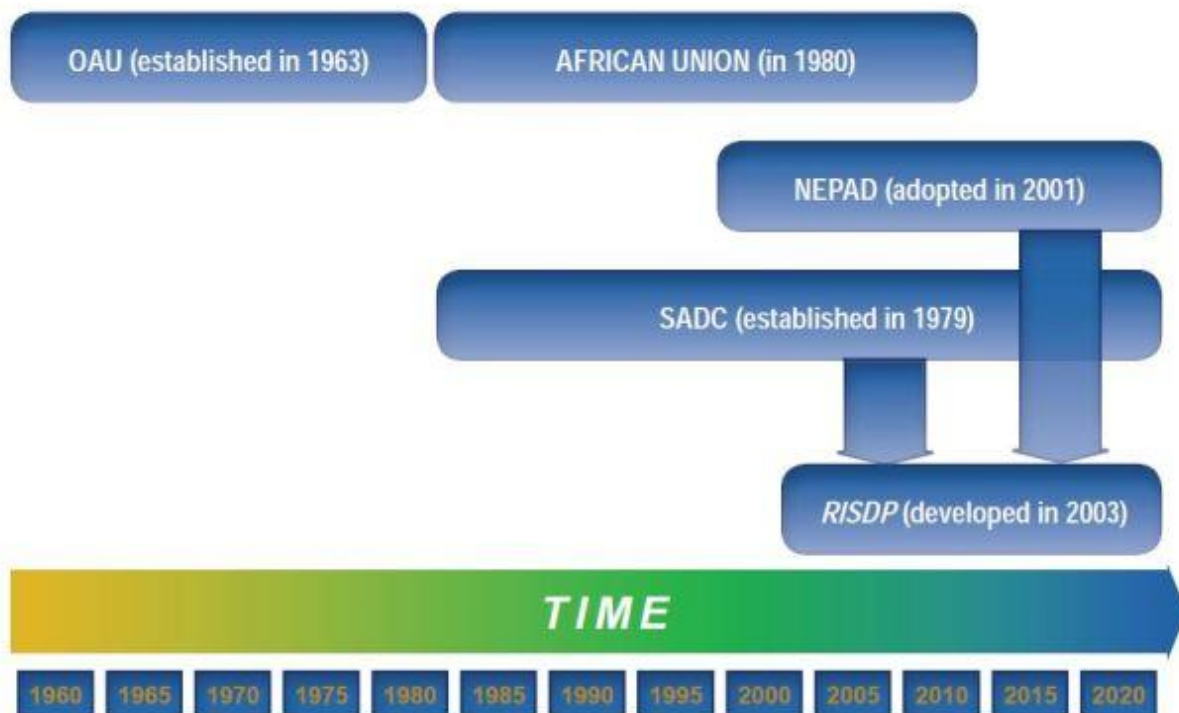 OAU (established in 1963)
AFRICAN UNION (in 1980)
NEPAD (adopted in 2001)
SADC (established in 1979)
RISDP (developed in 2003)
TIME
1960
1965
1970
1975
1980
1985
1990
1995
2000
2005
2010
2015
2020